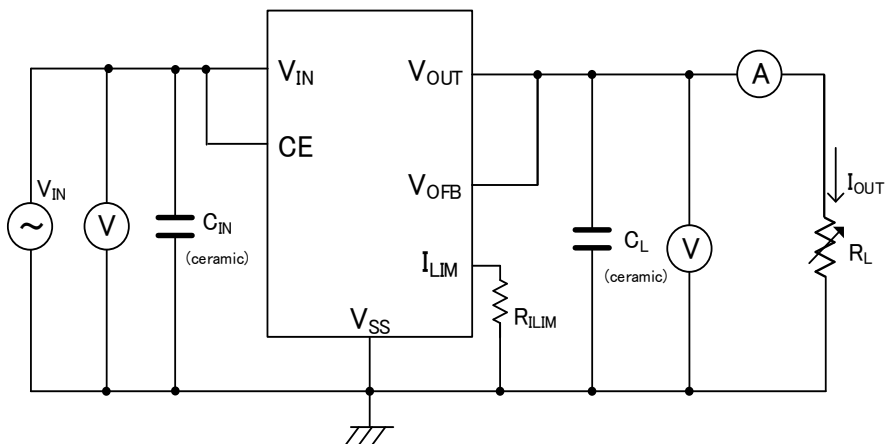 V_IN
V
C_IN
(ceramic)
V_IN
CE
V_OUT
V_OFB
I_LIM
V_SS
R_ILIM
C_L
(ceramic)
V
A
I_OUT
R_L